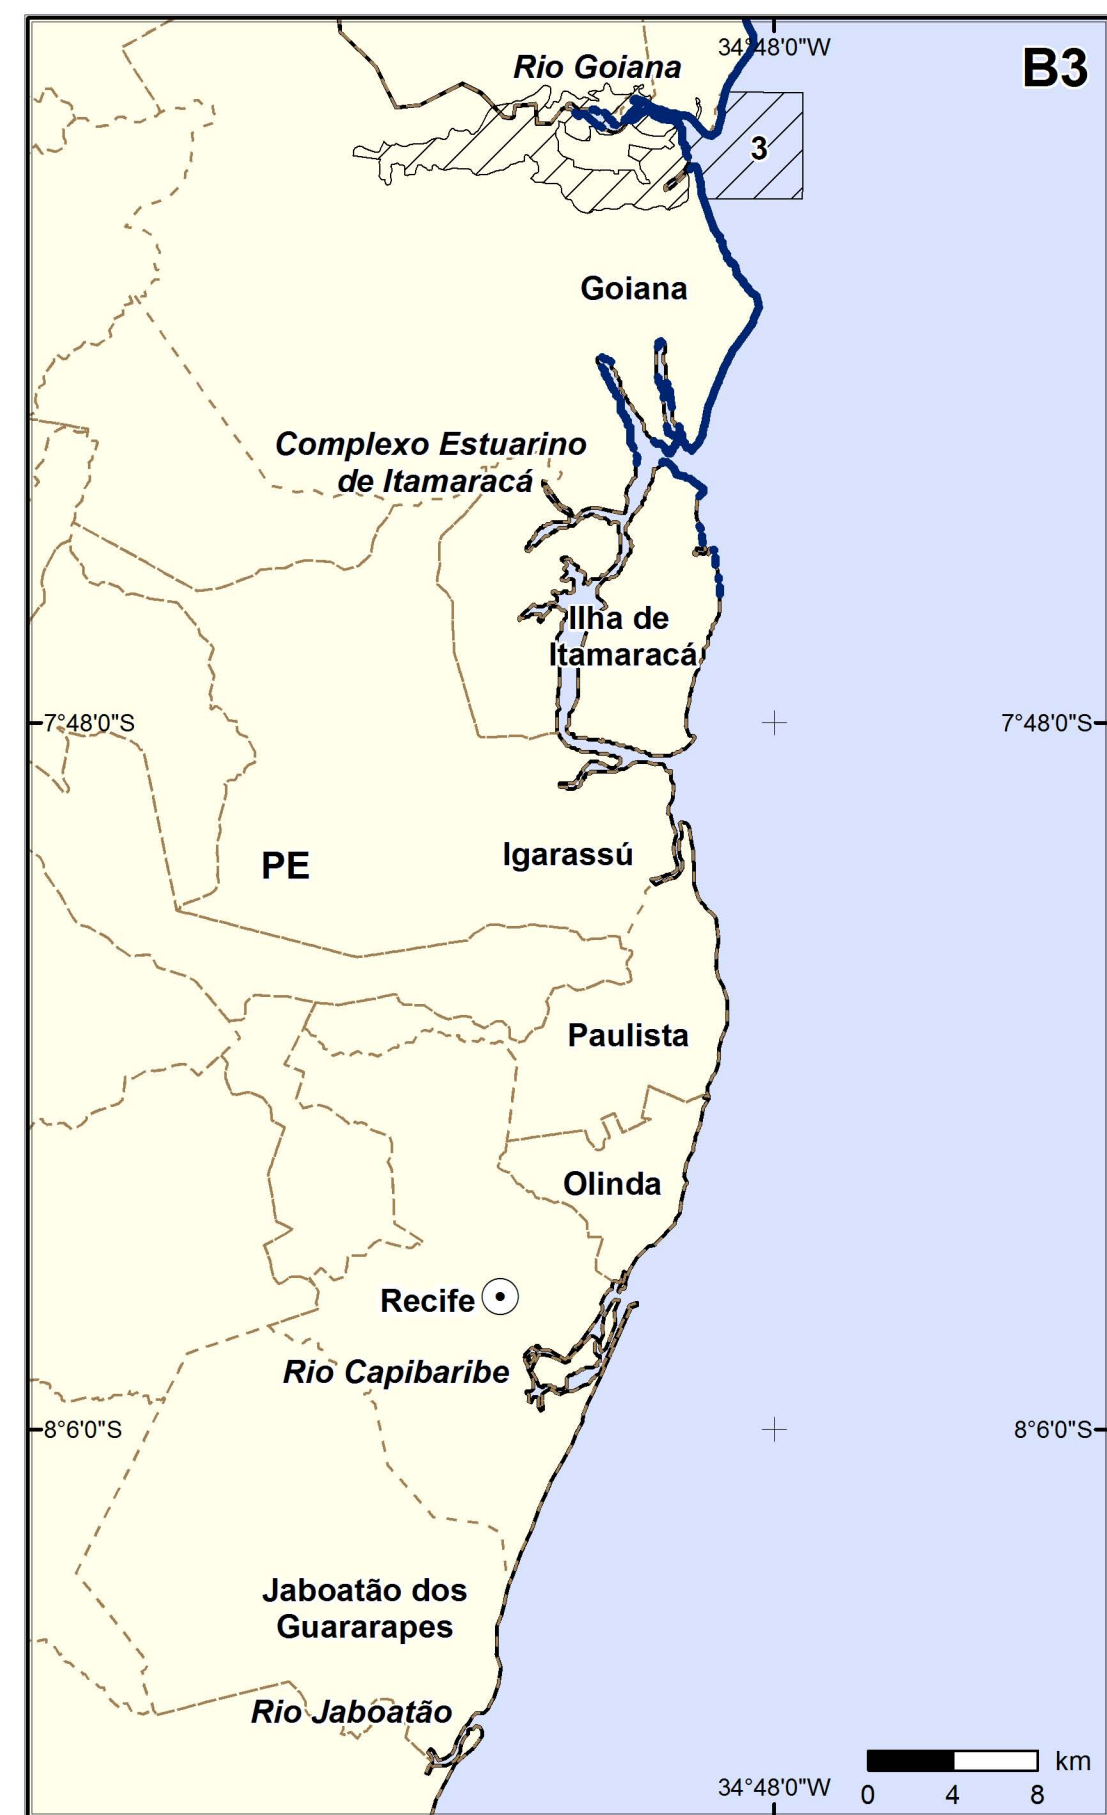 34°48'0"W
B3
Rio Goiana
3
Goiana
Complexo Estuarino
de Itamaracá
Ilha de
Itamaracá
7°48'0"S
7°48'0"S
Igarassú
PE
Paulista
Olinda
Recife
Rio Capibaribe
8°6'0"S
8°6'0"S
Jaboatão dos
Guararapes
Rio Jaboatão
km
34°48'0"W
0 4 8